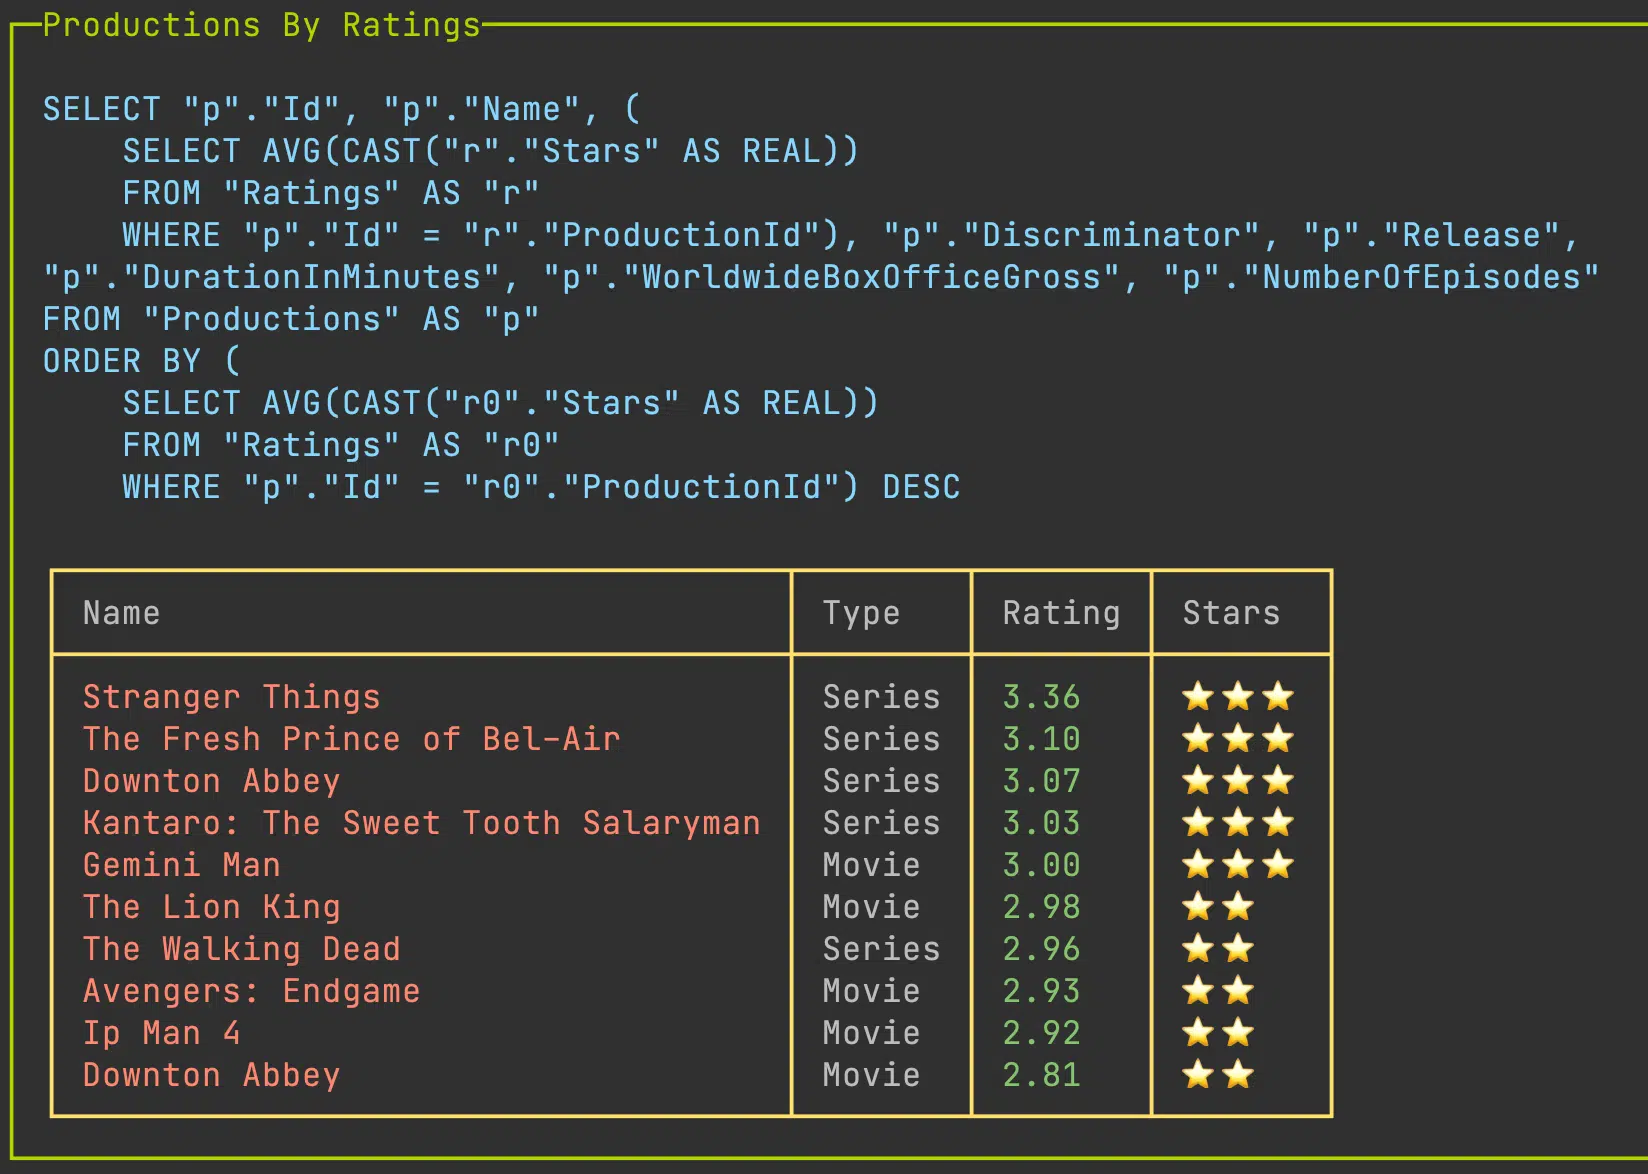 Productions By Ratings
SELECT "p"."Id", "p"."Name", (
    SELECT AVG(CAST("r"."Stars" AS REAL))
    FROM "Ratings" AS "r"
    WHERE "p"."Id" = "r"."ProductionId"), "p"."Discriminator", "p"."Release",
"p"."DurationInMinutes", "p"."WorldwideBoxOfficeGross", "p"."NumberOfEpisodes"
FROM "Productions" AS "p"
ORDER BY (
    SELECT AVG(CAST("r0"."Stars" AS REAL))
    FROM "Ratings" AS "r0"
    WHERE "p"."Id" = "r0"."ProductionId") DESC
Name Type Rating Stars
Stranger Things Series 3.36 ⭐⭐⭐
The Fresh Prince of Bel-Air Series 3.10 ⭐⭐⭐
Downton Abbey Series 3.07 ⭐⭐⭐
Kantaro: The Sweet Tooth Salaryman Series 3.03 ⭐⭐⭐
Gemini Man Movie 3.00 ⭐⭐⭐
The Lion King Movie 2.98 ⭐⭐
The Walking Dead Series 2.96 ⭐⭐
Avengers: Endgame Movie 2.93 ⭐⭐
Ip Man 4 Movie 2.92 ⭐⭐
Downton Abbey Movie 2.81 ⭐⭐